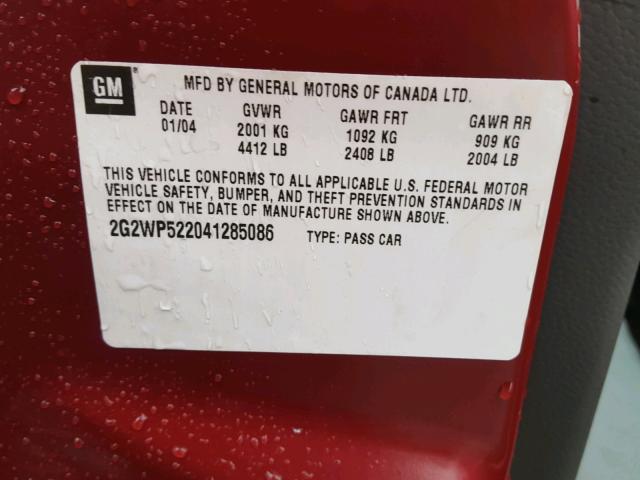 GM
MFD BY GENERAL MOTORS OF CANADA LTD.
DATE GVWR GAWR FRT GAWR RR
01/04 2001 KG 1092 KG 909 KG
4412 LB 2408 LB 2004 LB
THIS VEHICLE CONFORMS TO ALL APPLICABLE U.S. FEDERAL MOTOR
VEHICLE SAFETY, BUMPER, AND THEFT PREVENTION STANDARDS IN
EFFECT ON THE DATE OF MANUFACTURE SHOWN ABOVE.
2G2WP522041285086 TYPE: PASS CAR